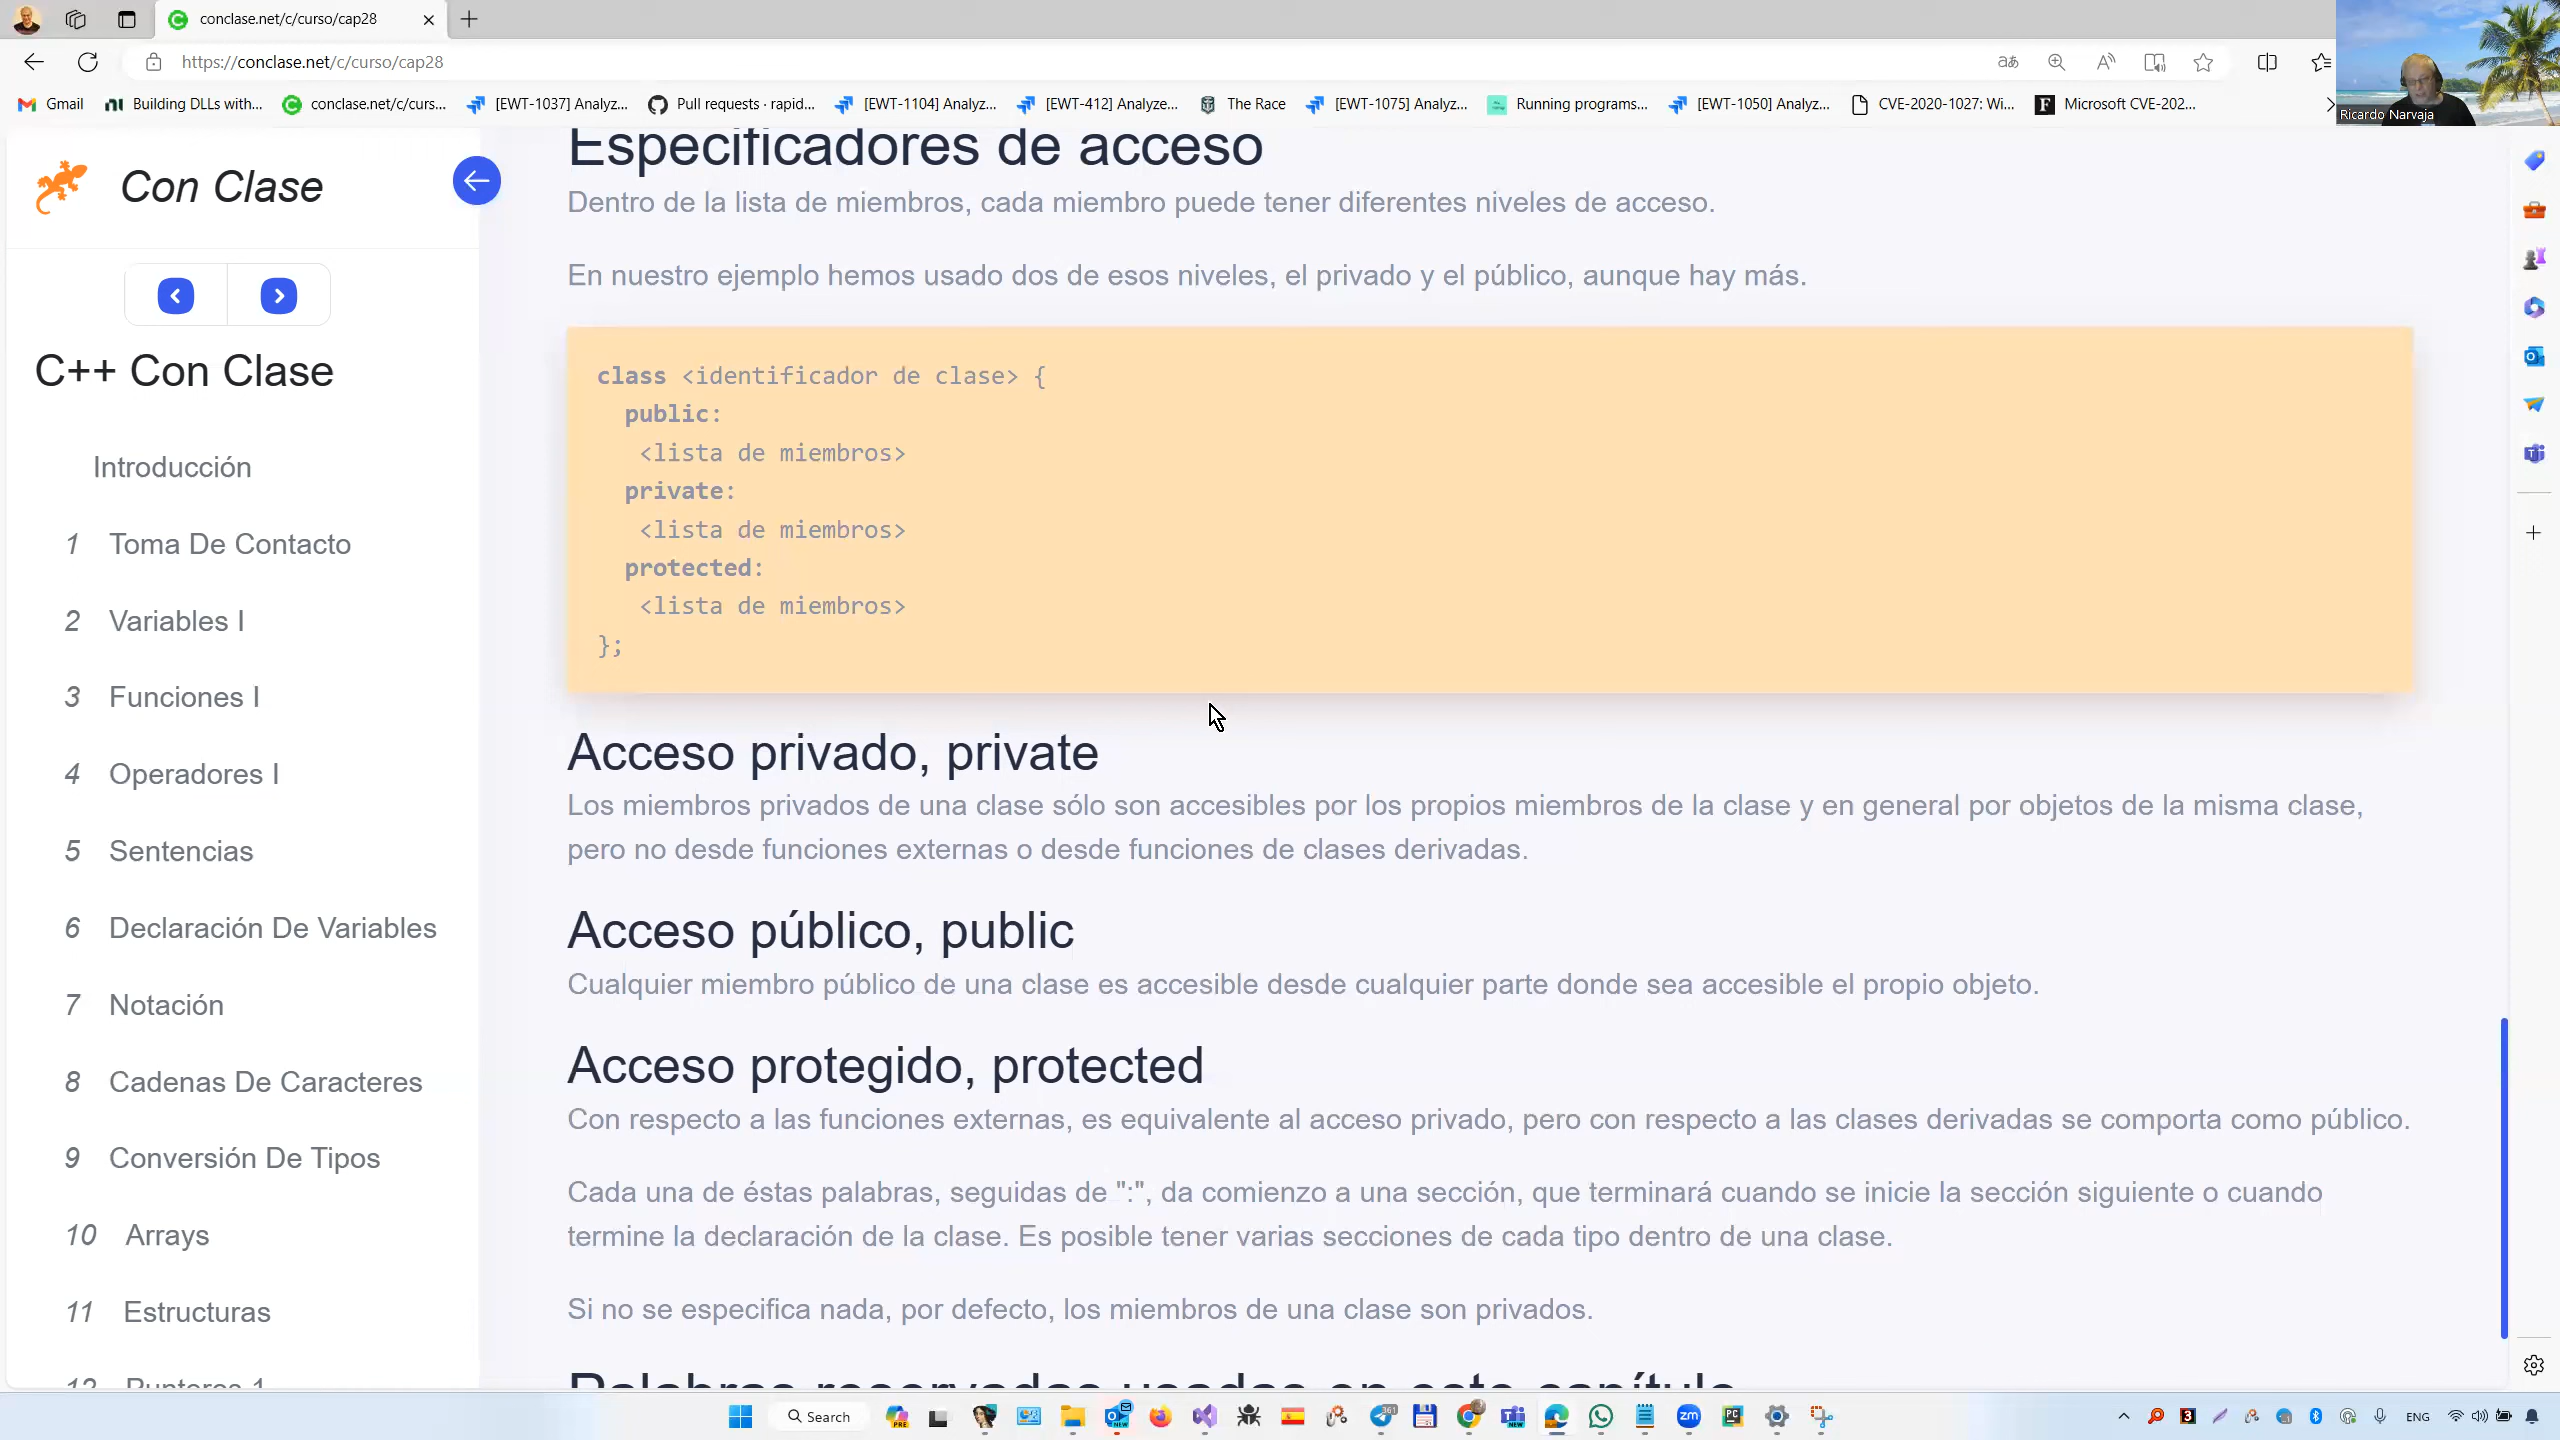 conclase.net/c/curso/cap28
https://conclase.net/c/curso/cap28
Gmail
Building DLLs with...
conclase.net/c/curs...
[EWT-1037] Analyz...
Pull requests · rapid...
[EWT-1104] Analyz...
[EWT-412] Analyze...
The Race
[EWT-1075] Analyz...
Running programs...
[EWT-1050] Analyz...
CVE-2020-1027: Wi...
Microsoft CVE-202...
Ricardo Narvaja
Con Clase
C++ Con Clase
Introducción
1 Toma De Contacto
2 Variables I
3 Funciones I
4 Operadores I
5 Sentencias
6 Declaración De Variables
7 Notación
8 Cadenas De Caracteres
9 Conversión De Tipos
10 Arrays
11 Estructuras
12 Punteros 1
Especificadores de acceso
Dentro de la lista de miembros, cada miembro puede tener diferentes niveles de acceso.
En nuestro ejemplo hemos usado dos de esos niveles, el privado y el público, aunque hay más.
class <identificador de clase> {
public:
<lista de miembros>
private:
<lista de miembros>
protected:
<lista de miembros>
};
Acceso privado, private
Los miembros privados de una clase sólo son accesibles por los propios miembros de la clase y en general por objetos de la misma clase,
pero no desde funciones externas o desde funciones de clases derivadas.
Acceso público, public
Cualquier miembro público de una clase es accesible desde cualquier parte donde sea accesible el propio objeto.
Acceso protegido, protected
Con respecto a las funciones externas, es equivalente al acceso privado, pero con respecto a las clases derivadas se comporta como público.
Cada una de éstas palabras, seguidas de ":", da comienzo a una sección, que terminará cuando se inicie la sección siguiente o cuando
termine la declaración de la clase. Es posible tener varias secciones de cada tipo dentro de una clase.
Si no se especifica nada, por defecto, los miembros de una clase son privados.
Palabras reservadas usadas en este capítulo
Search
ENG